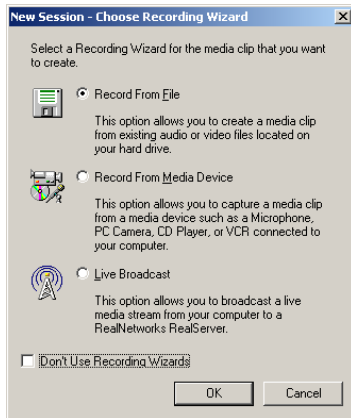 New Session - Choose Recording Wizard
Select a Recording Wizard for the media clip that you want
to create.
Record From File
This option allows you to create a media clip
from existing audio or video files located on
your hard drive.
Record From Media Device
This option allows you to capture a media clip
from a media device such as a Microphone,
PC Camera, CD Player, or VCR connected to
your computer.
Live Broadcast
This option allows you to broadcast a live
media stream from your computer to a
RealNetworks RealServer.
Don't Use Recording Wizards
OK Cancel